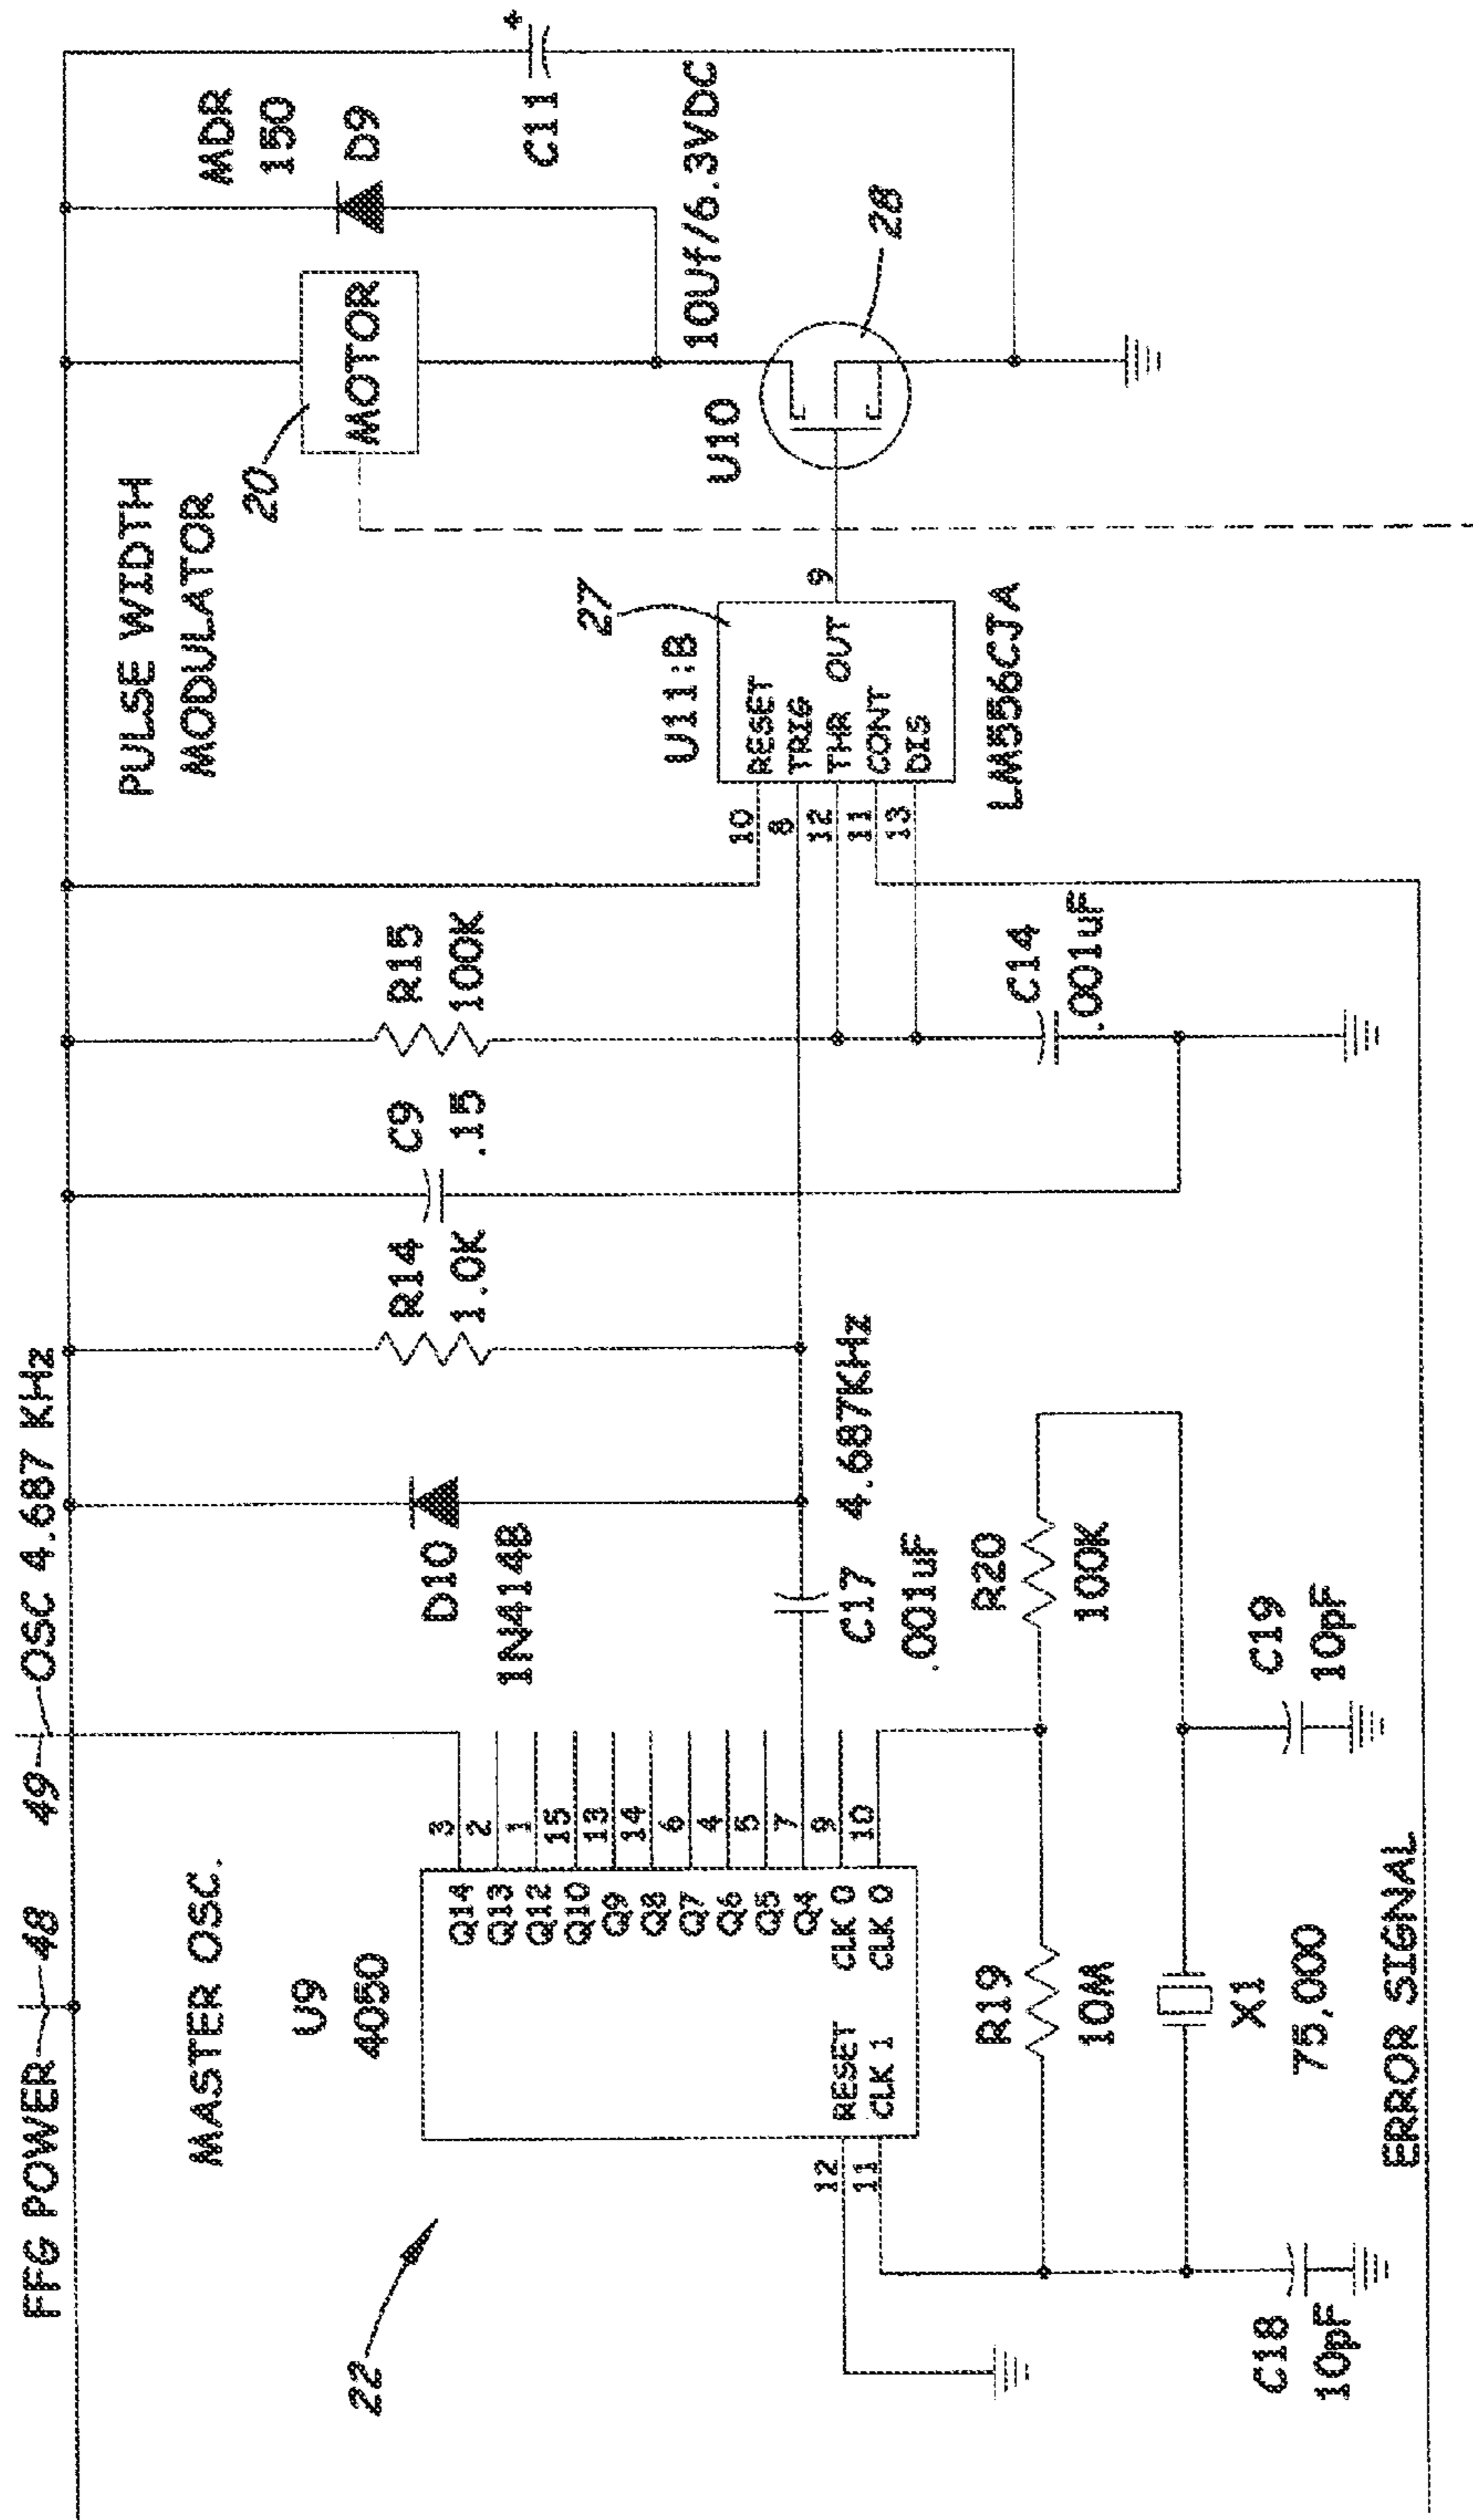 FFG POWER 48
49 OSC 4.687 KHz
MASTER OSC.
PULSE WIDTH
MODULATOR
22
U9
4050
Q14
Q13
Q12
Q10
Q9
Q8
Q7
Q6
Q5
Q4
CLK 0
CLK 0
RESET
CLK 1
3
2
1
15
13
14
6
4
5
7
9
10
12
11
D10
1N414B
R14
1.0K
C9
.15
R15
100K
C17 4.687KHz
.001uF
R20
100K
R19
10M
X1
75,000
C18
10pF
C19
10pF
C14
.001uF
10
8
12
11
13
U11:B
27
RESET
TRIG
THR OUT
CONT
DIS
9
LM556CJA
20
MOTOR
MDR
150
D9
U10
28
+
C11
10Uf/6.3VDC
ERROR SIGNAL